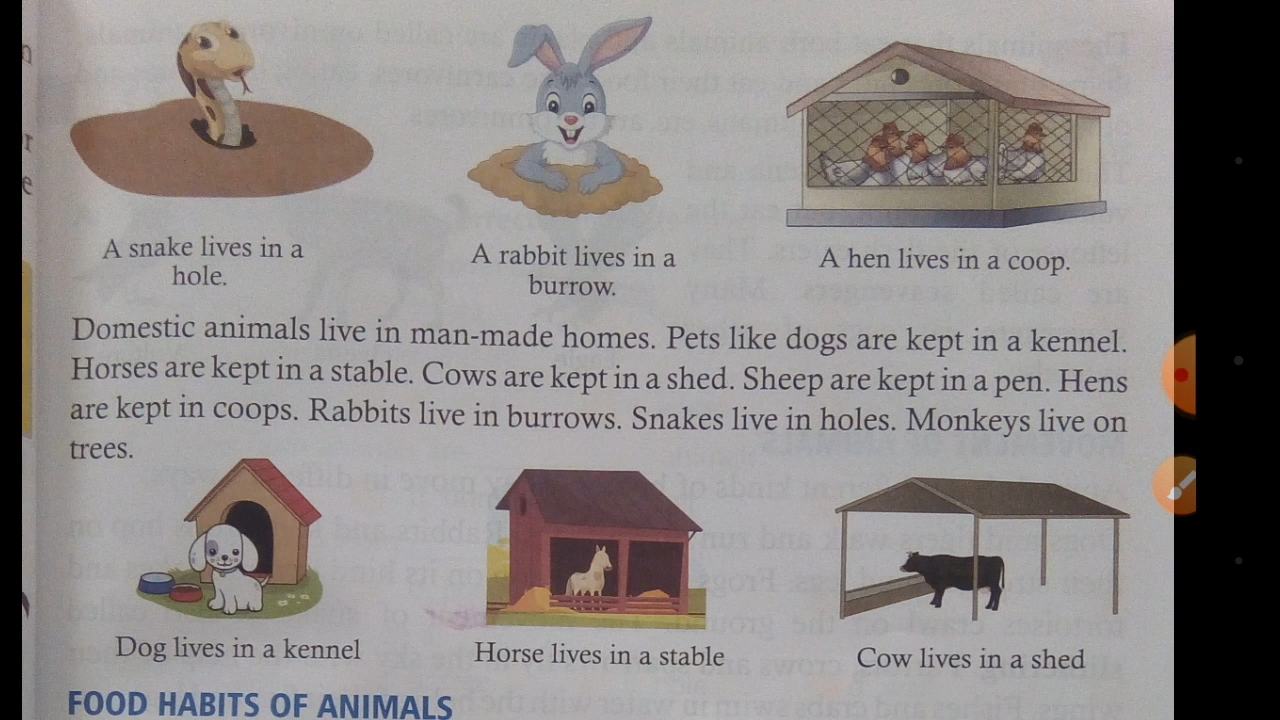 A snake lives in a
hole.
A rabbit lives in a
burrow.
A hen lives in a coop.
Domestic animals live in man-made homes. Pets like dogs are kept in a kennel.
Horses are kept in a stable. Cows are kept in a shed. Sheep are kept in a pen. Hens
are kept in coops. Rabbits live in burrows. Snakes live in holes. Monkeys live on
trees.
Dog lives in a kennel
Horse lives in a stable
Cow lives in a shed
FOOD HABITS OF ANIMALS